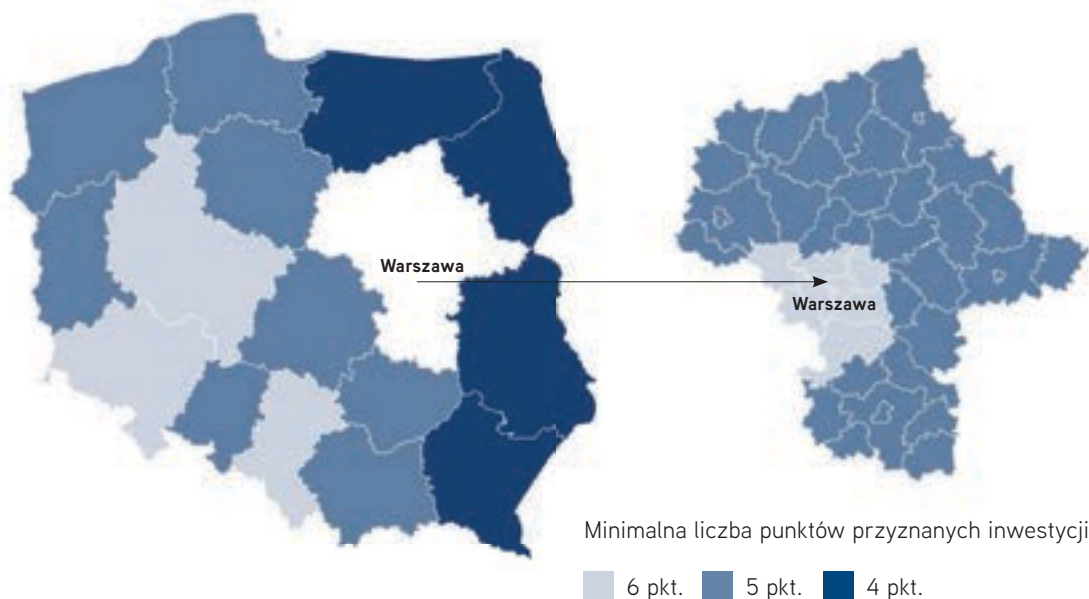 Warszawa
Warszawa
Minimalna liczba punktów przyznanych inwestycji
6 pkt. 5 pkt. 4 pkt.